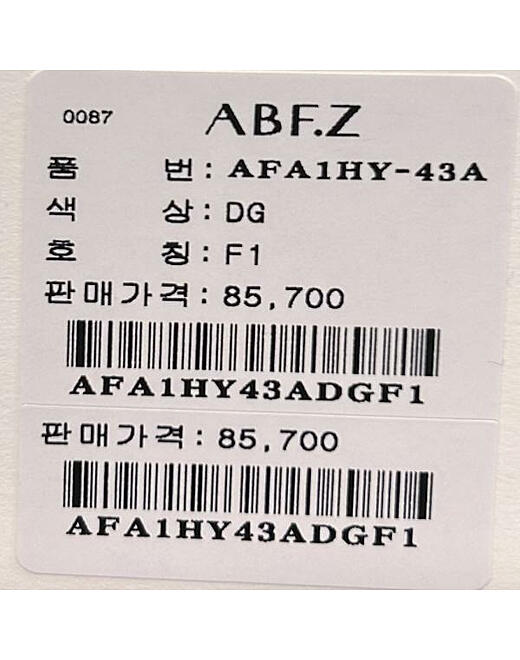 0087 ABF.Z
품 번: AFA1HY-43A
색 상: DG
호 칭: F1
판매가격: 85,700
AFA1HY43ADGF1
판매가격: 85,700
AFA1HY43ADGF1